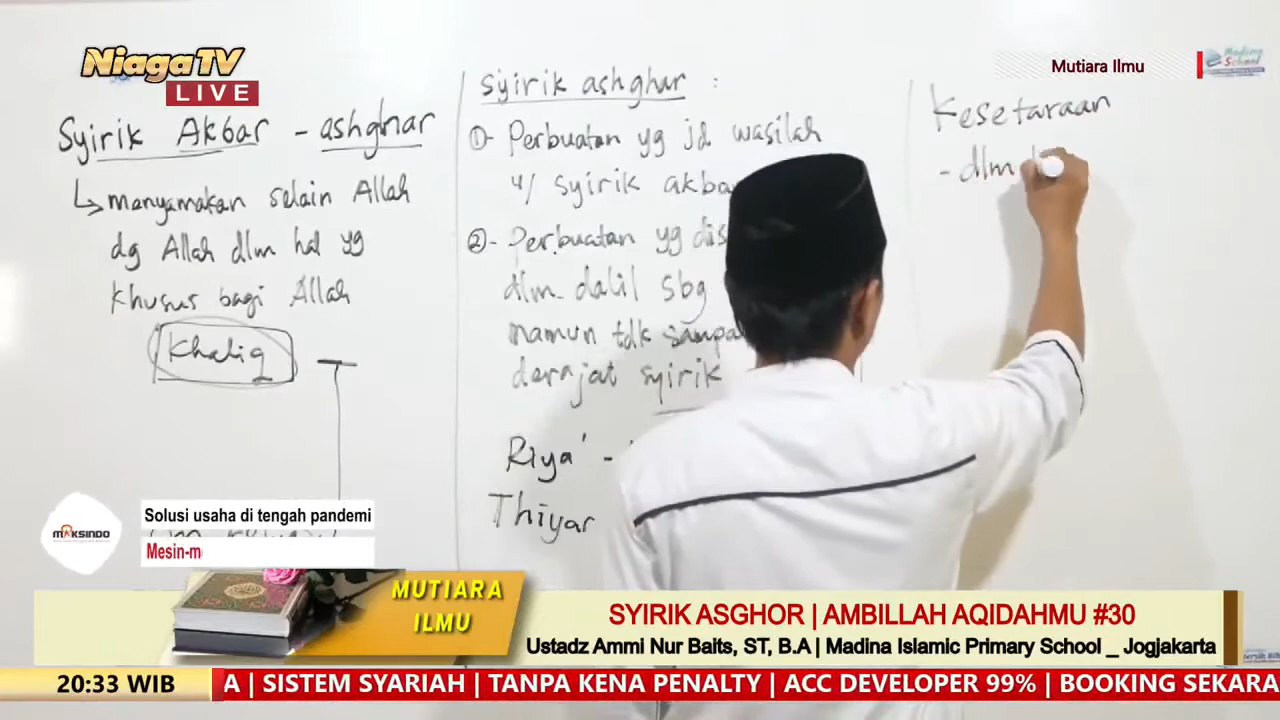 NiagaTV
LIVE
Mutiara Ilmu
Madina
School
Syirik Akbar - ashghar
menyamakan selain Allah
dg Allah dlm hal yg
khusus bagi Allah
Khaliq
Syirik ashghar :
1- Perbuatan yg jd wasilah
u/ syirik akba
2- Perbuatan yg dis
dlm dalil sbg
namun tdk sampa
derajat syirik
Riya' -
Thiyar
Kesetaraan
- dlm
MAKSINDO
Solusi usaha di tengah pandemi
Mesin-m
MUTIARA
ILMU
SYIRIK ASGHOR | AMBILLAH AQIDAHMU #30
Ustadz Ammi Nur Baits, ST, B.A | Madina Islamic Primary School _ Jogjakarta
20:33 WIB
A | SISTEM SYARIAH | TANPA KENA PENALTY | ACC DEVELOPER 99% | BOOKING SEKARA